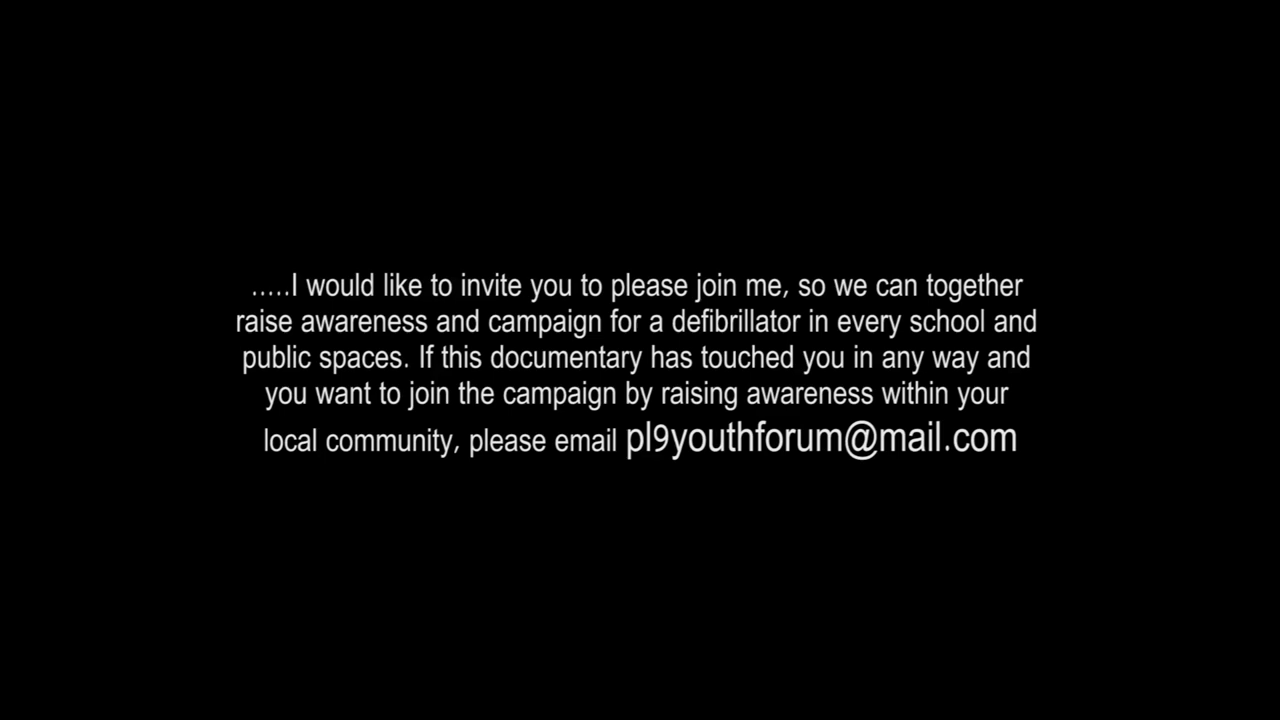 .....I would like to invite you to please join me, so we can together
raise awareness and campaign for a defibrillator in every school and
public spaces. If this documentary has touched you in any way and
you want to join the campaign by raising awareness within your
local community, please email pl9youthforum@mail.com